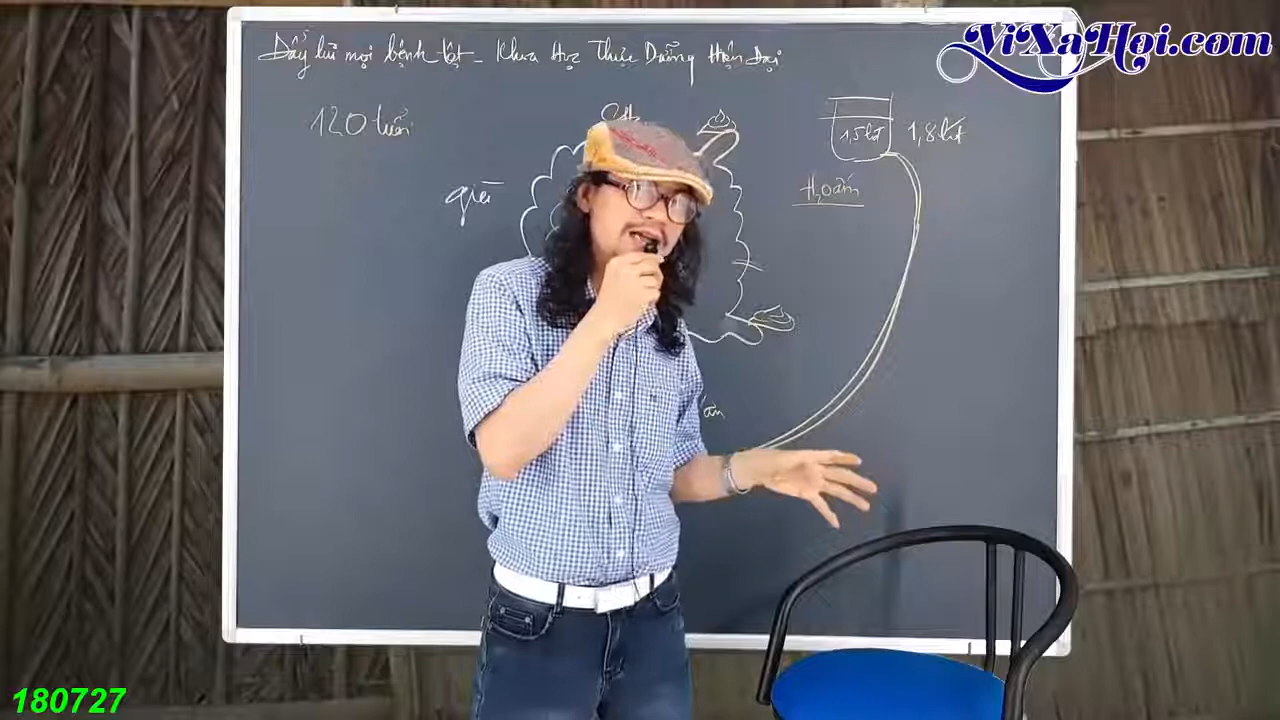 ViXaHoi.com
Đẩy lùi mọi bệnh tật - Khoa Học Thực Dưỡng Hiện đại
120 tuổi
1,5 lít 1,8 lít
già
H₂O ấm
180727